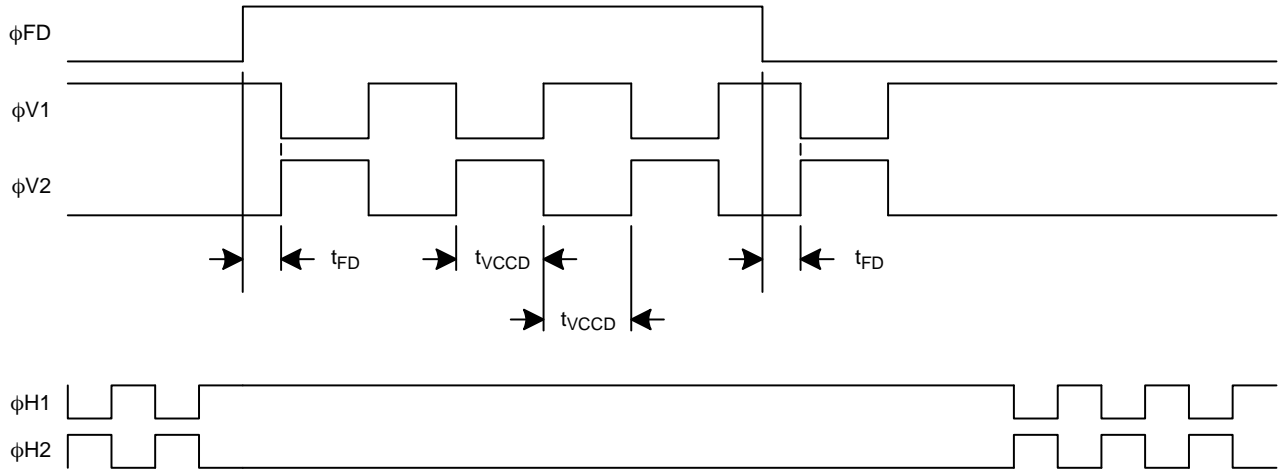 φFD
φV1
φV2
tFD tVCCD tFD
tVCCD
φH1
φH2